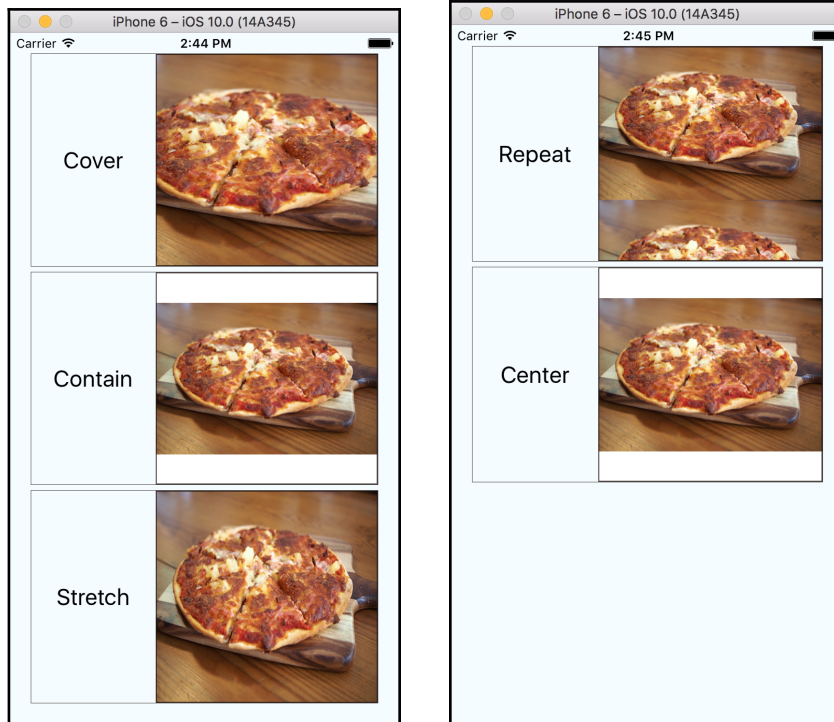 iPhone 6 – iOS 10.0 (14A345)
Carrier 2:44 PM
Cover
Contain
Stretch
iPhone 6 – iOS 10.0 (14A345)
Carrier 2:45 PM
Repeat
Center